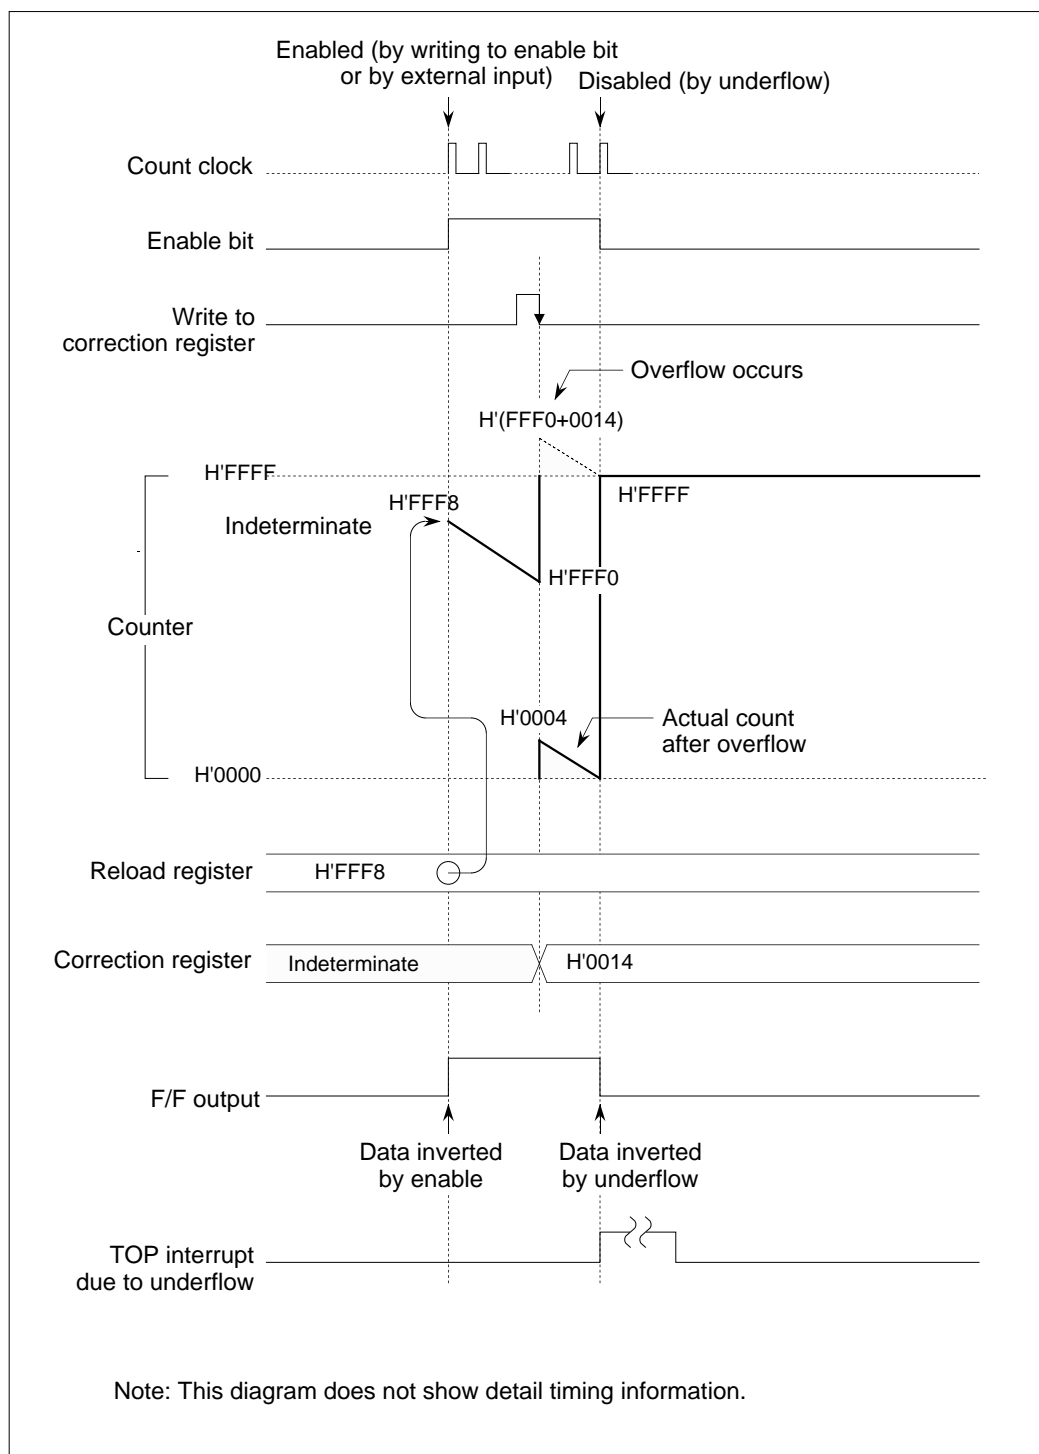 Enabled (by writing to enable bit
or by external input)
Disabled (by underflow)
Count clock
Enable bit
Write to
correction register
Overflow occurs
H'(FFF0+0014)
H'FFFF
H'FFF8
H'FFFF
Indeterminate
H'FFF0
Counter
H'0004
Actual count
after overflow
H'0000
Reload register
H'FFF8
Correction register
Indeterminate
H'0014
F/F output
Data inverted
by enable
Data inverted
by underflow
TOP interrupt
due to underflow
Note: This diagram does not show detail timing information.